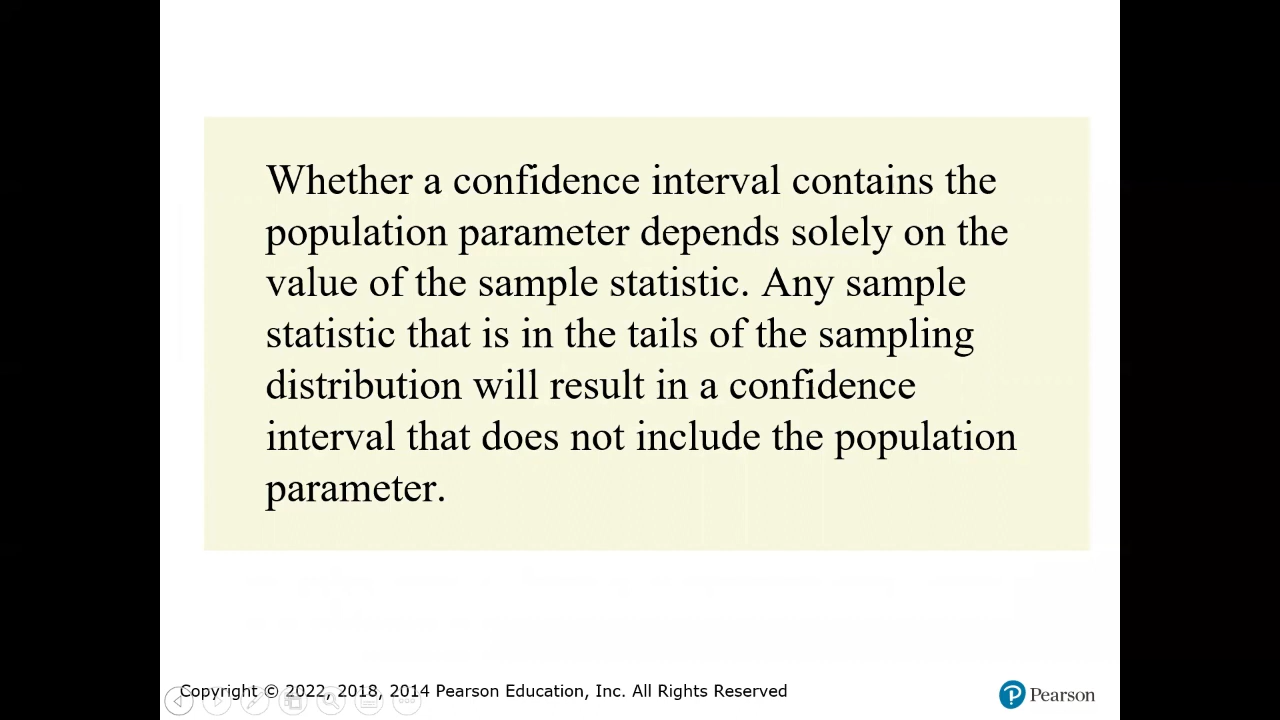 Whether a confidence interval contains the
population parameter depends solely on the
value of the sample statistic. Any sample
statistic that is in the tails of the sampling
distribution will result in a confidence
interval that does not include the population
parameter.
Copyright © 2022, 2018, 2014 Pearson Education, Inc. All Rights Reserved
P Pearson